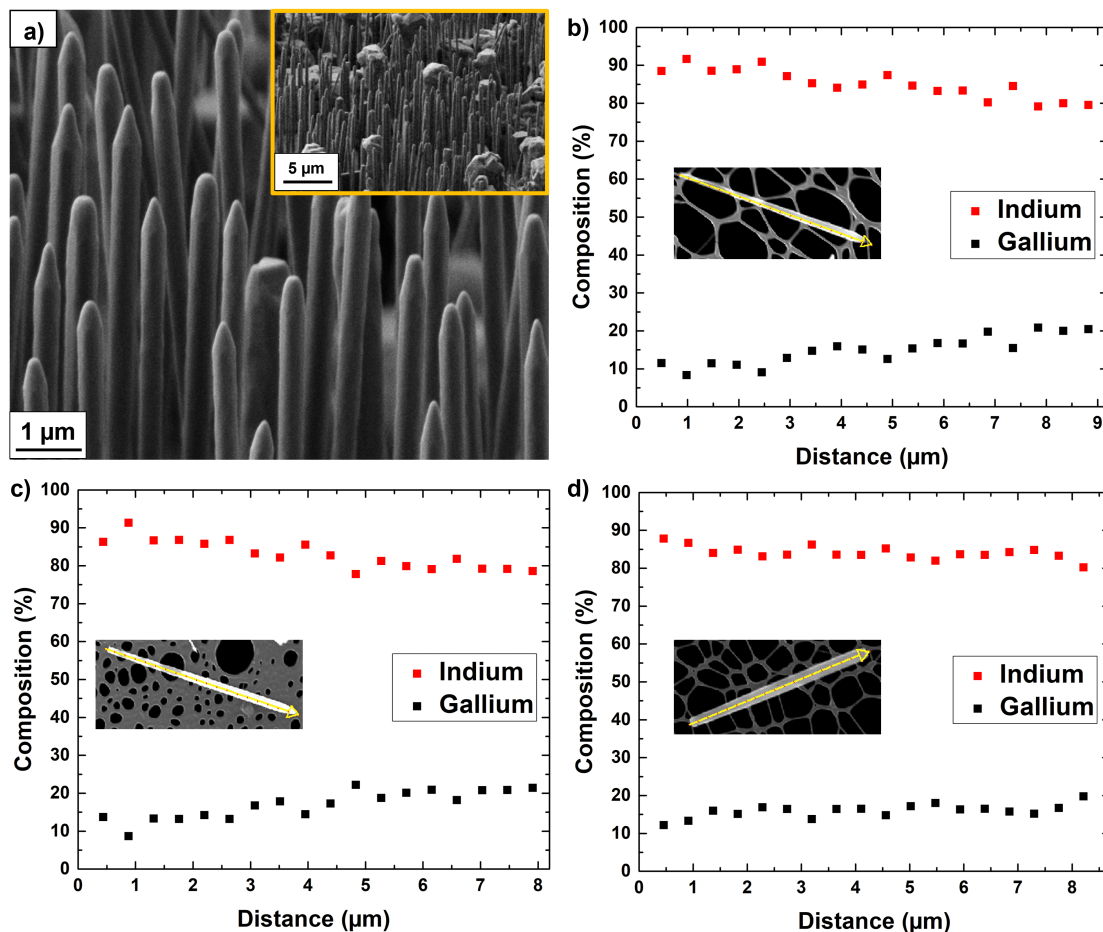 a)
5 µm
1 µm
b)
100
90
80
70
60
50
40
30
20
10
0
Composition (%)
Indium
Gallium
0 1 2 3 4 5 6 7 8 9
Distance (µm)
c)
100
90
80
70
60
50
40
30
20
10
0
Composition (%)
Indium
Gallium
0 1 2 3 4 5 6 7 8
Distance (µm)
d)
100
90
80
70
60
50
40
30
20
10
0
Composition (%)
Indium
Gallium
0 1 2 3 4 5 6 7 8
Distance (µm)